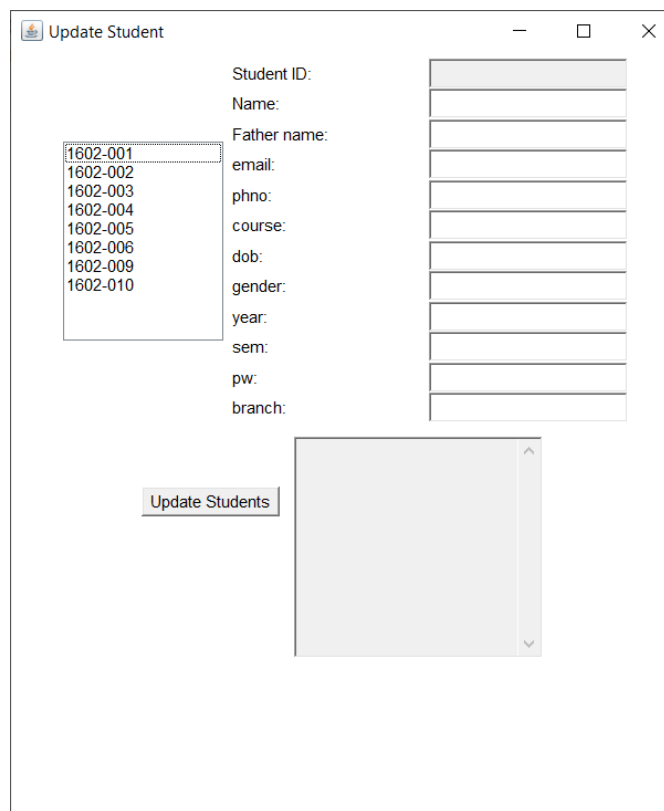 Update Student
Student ID:
Name:
Father name:
email:
phno:
course:
dob:
gender:
year:
sem:
pw:
branch:
1602-001
1602-002
1602-003
1602-004
1602-005
1602-006
1602-009
1602-010
Update Students